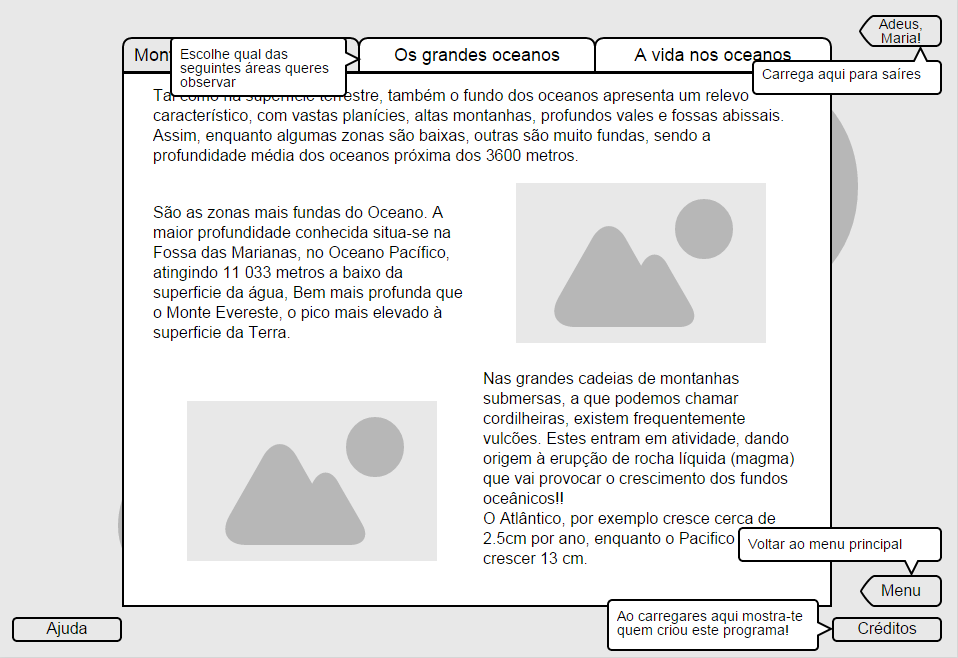 Adeus,
Maria!
Mont
Escolhe qual das
seguintes áreas queres
observar
Os grandes oceanos
A vida nos oceanos
Carrega aqui para saíres
Tal como na superfície terrestre, também o fundo dos oceanos apresenta um relevo
característico, com vastas planícies, altas montanhas, profundos vales e fossas abissais.
Assim, enquanto algumas zonas são baixas, outras são muito fundas, sendo a
profundidade média dos oceanos próxima dos 3600 metros.
São as zonas mais fundas do Oceano. A
maior profundidade conhecida situa-se na
Fossa das Marianas, no Oceano Pacífico,
atingindo 11 033 metros a baixo da
superficie da água, Bem mais profunda que
o Monte Evereste, o pico mais elevado à
superficie da Terra.
Nas grandes cadeias de montanhas
submersas, a que podemos chamar
cordilheiras, existem frequentemente
vulcões. Estes entram em atividade, dando
origem à erupção de rocha líquida (magma)
que vai provocar o crescimento dos fundos
oceânicos!!
O Atlântico, por exemplo cresce cerca de
2.5cm por ano, enquanto o Pacifico
crescer 13 cm.
Voltar ao menu principal
Menu
Ao carregares aqui mostra-te
quem criou este programa!
Ajuda
Créditos